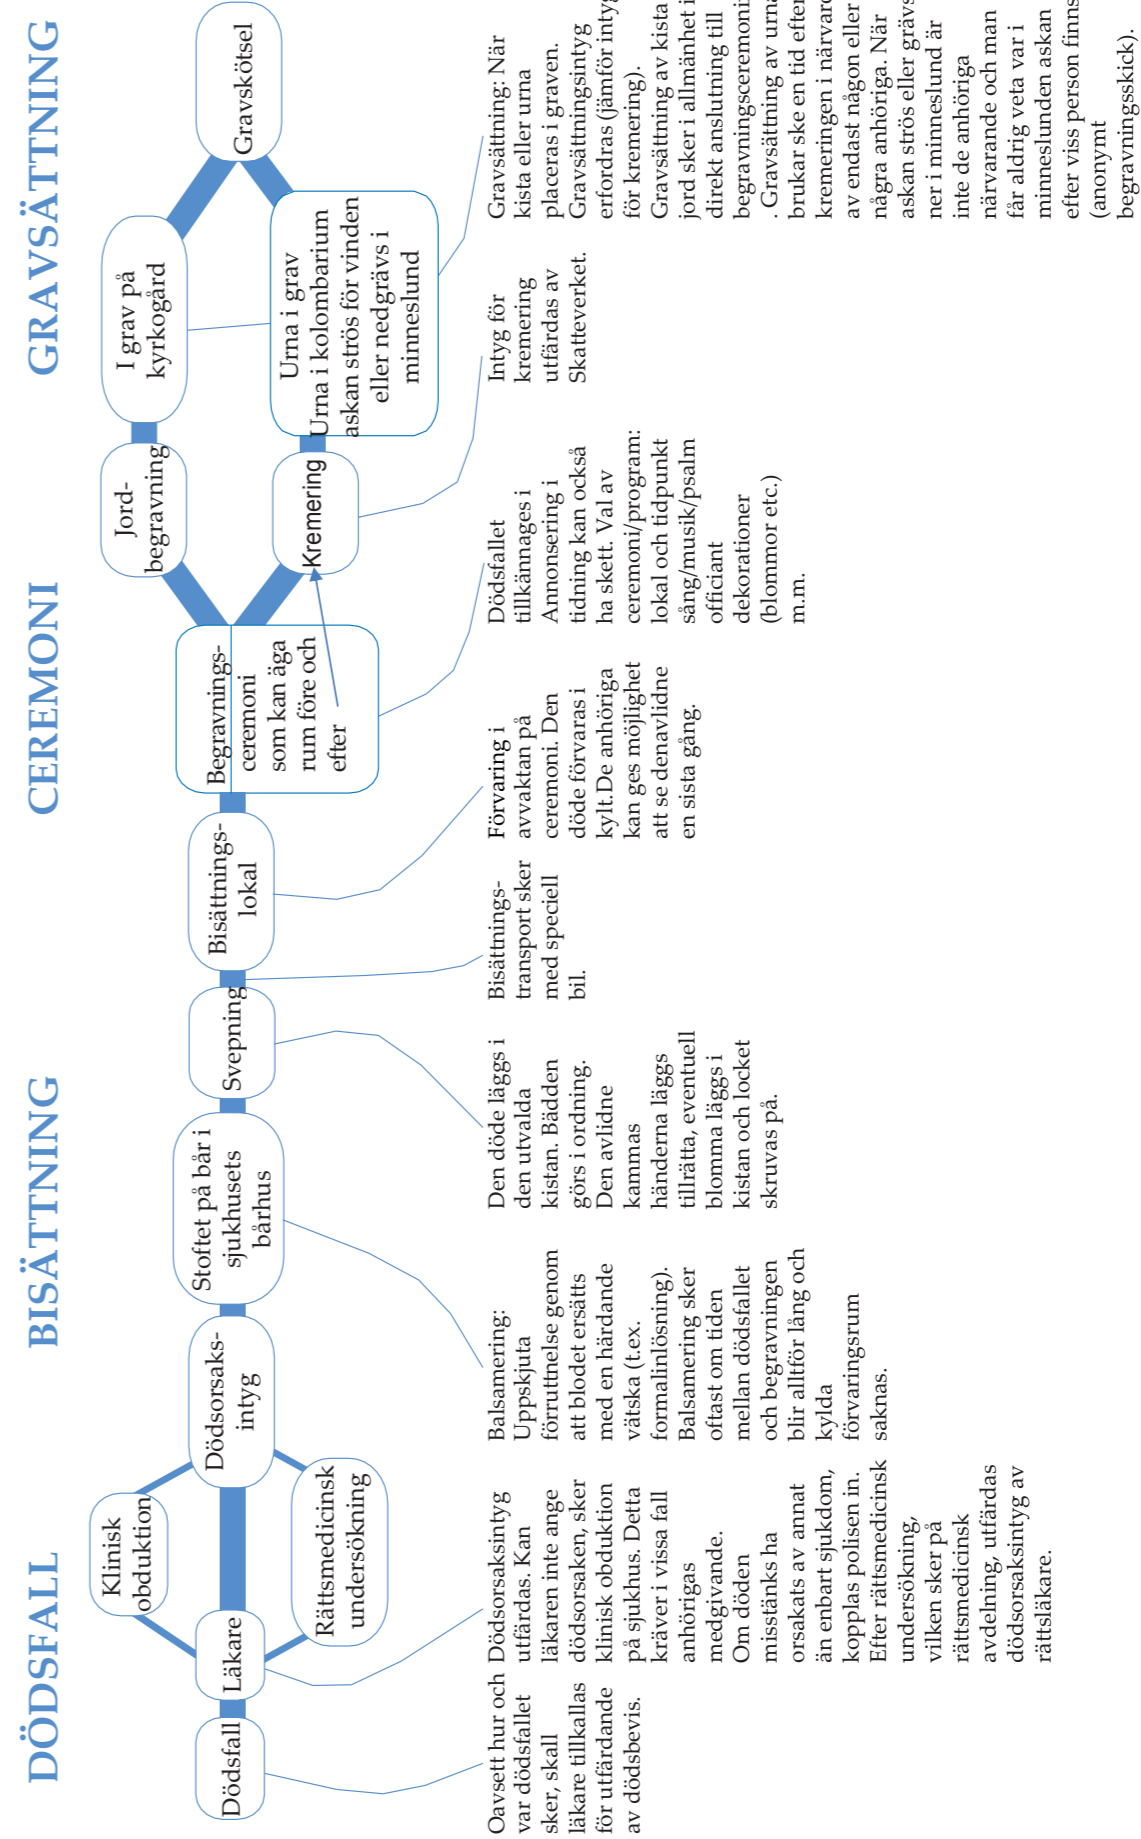 DÖDSFALL
BISÄTTNING
CEREMONI
GRAVSÄTTNING
Dödsfall
Läkare
Klinisk
obduktion
Rättsmedicinsk
undersökning
Dödsorsaks-
intyg
Stoftet på bår i
sjukhusets
bårhus
Svepning
Bisättnings-
lokal
Begravnings-
ceremoni
som kan äga
rum före och
efter
Jord-
begravning
Kremering
I grav på
kyrkogård
Urna i grav
Urna i kolombarium
askan strös för vinden
eller nedgrävs i
minneslund
Gravskötsel
Oavsett hur och
var dödsfallet
sker, skall
läkare tillkallas
för utfärdande
av dödsbevis.
Dödsorsaksintyg
utfärdas. Kan
läkaren inte ange
dödsorsaken, sker
klinisk obduktion
på sjukhus. Detta
kräver i vissa fall
anhörigas
medgivande.
Om döden
misstänks ha
orsakats av annat
än enbart sjukdom,
kopplas polisen in.
Efter rättsmedicinsk
undersökning,
vilken sker på
rättsmedicinsk
avdelning, utfärdas
dödsorsaksintyg av
rättsläkare.
Balsamering:
Uppskjuta
förruttnelse genom
att blodet ersätts
med en härdande
vätska (t.ex.
formalinlösning).
Balsamering sker
oftast om tiden
mellan dödsfallet
och begravningen
blir alltför lång och
kylda
förvaringsrum
saknas.
Den döde läggs i
den utvalda
kistan. Bädden
görs i ordning.
Den avlidne
kammas
händerna läggs
tillrätta, eventuell
blomma läggs i
kistan och locket
skruvas på.
Bisättnings-
transport sker
med speciell
bil.
Förvaring i
avvaktan på
ceremoni. Den
döde förvaras i
kylt.De anhöriga
kan ges möjlighet
att se denavlidne
en sista gång.
Dödsfallet
tillkännages i
Annonsering i
tidning kan också
ha skett. Val av
ceremoni/program:
lokal och tidpunkt
sång/musik/psalm
officiant
dekorationer
(blommor etc.)
m.m.
Intyg för
kremering
utfärdas av
Skatteverket.
Gravsättning: När
kista eller urna
placeras i graven.
Gravsättningsintyg
erfordras (jämför intyg
för kremering).
Gravsättning av kista i
jord sker i allmänhet i
direkt anslutning till
begravningsceremoni
. Gravsättning av urna
brukar ske en tid efter
kremeringen i närvaro
av endast någon eller
några anhöriga. När
askan strös eller grävs
ner i minneslund är
inte de anhöriga
närvarande och man
får aldrig veta var i
minneslunden askan
efter viss person finns
(anonymt
begravningsskick).